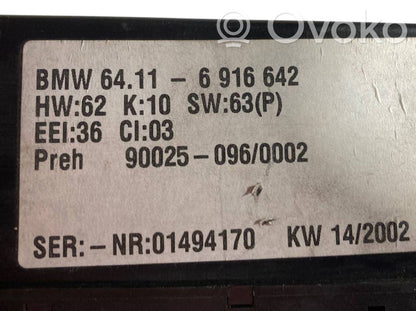 Ovoko
BMW 64.11 - 6 916 642
HW:62 K:10 SW:63(P)
EEI:36 CI:03
Preh 90025-096/0002
SER:-NR:01494170 KW 14/2002